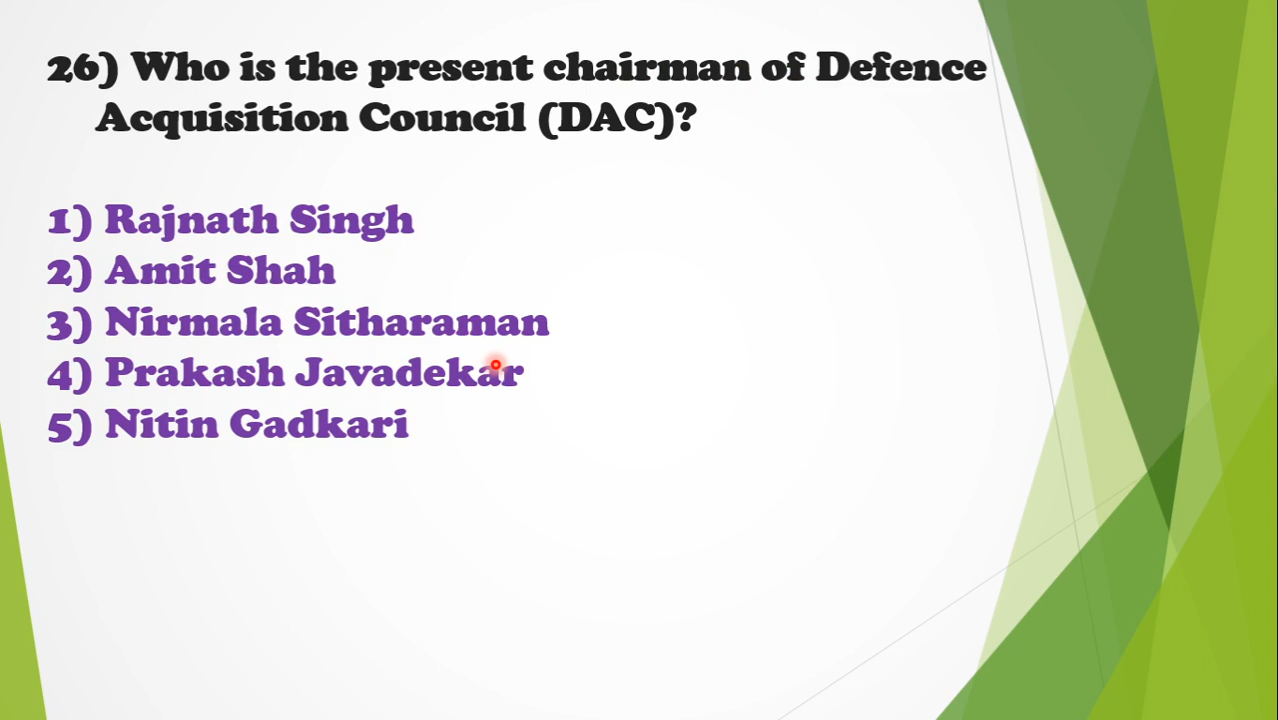 26) Who is the present chairman of Defence
Acquisition Council (DAC)?
1) Rajnath Singh
2) Amit Shah
3) Nirmala Sitharaman
4) Prakash Javadekar
5) Nitin Gadkari